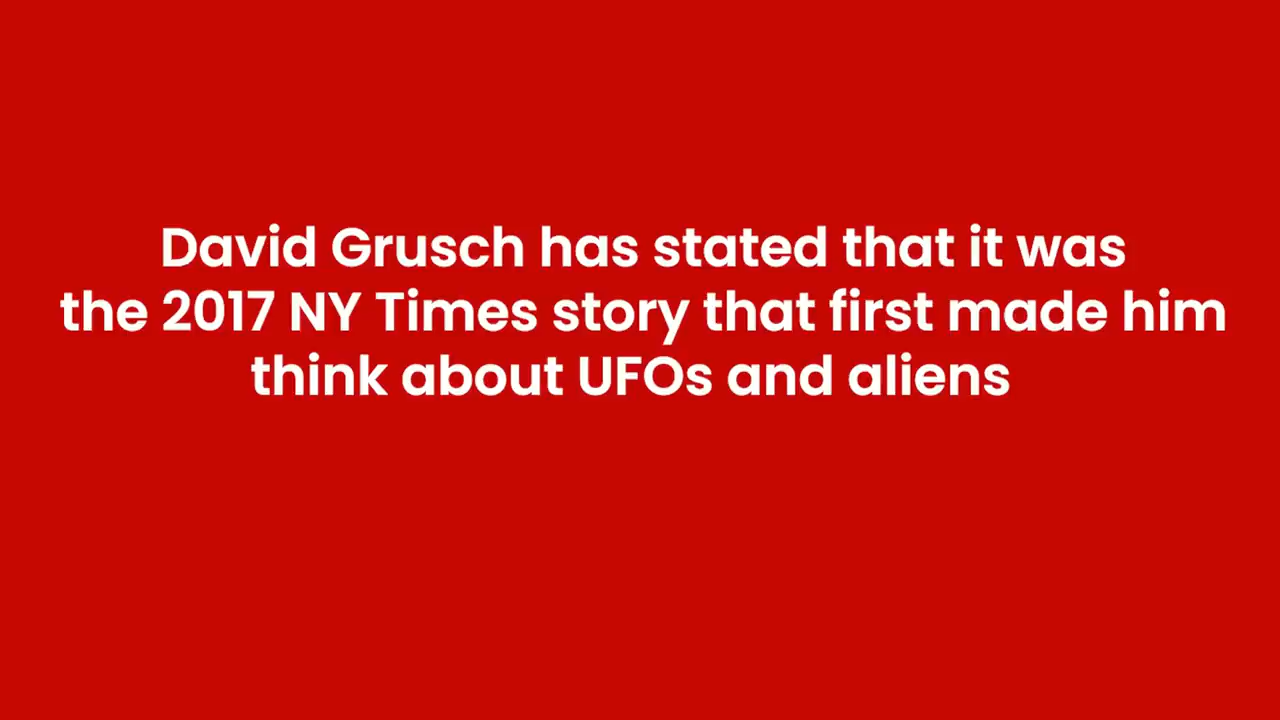 David Grusch has stated that it was
the 2017 NY Times story that first made him
think about UFOs and aliens